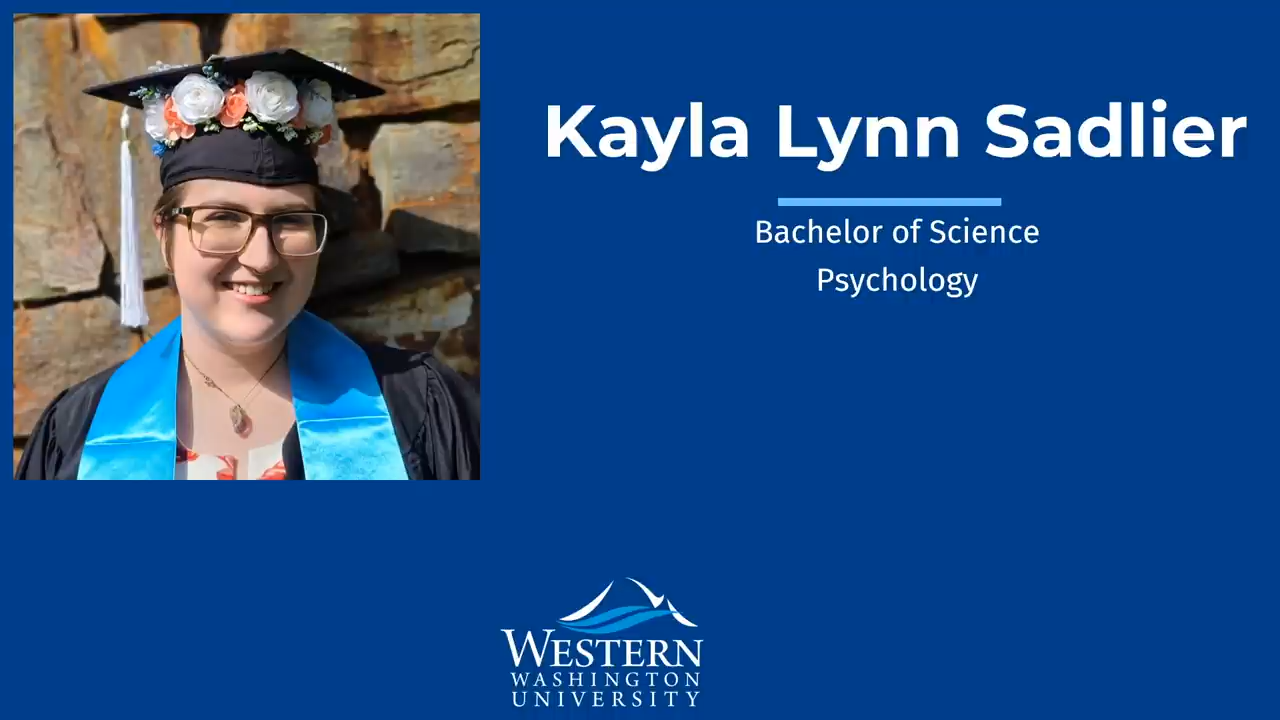 Kayla Lynn Sadlier
Bachelor of Science
Psychology
WESTERN
WASHINGTON
UNIVERSITY